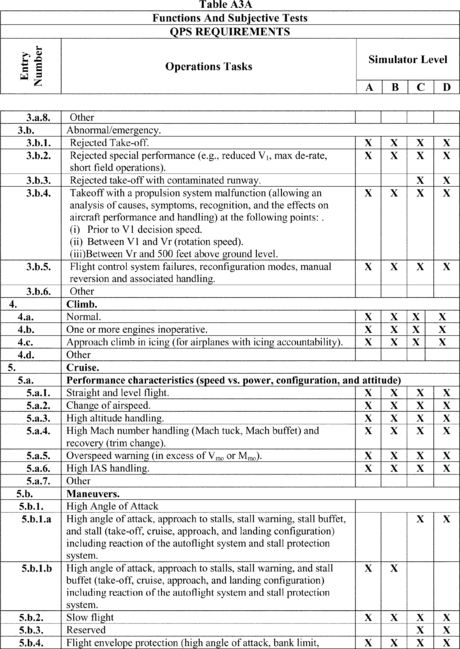 Table A3A
Functions And Subjective Tests
QPS REQUIREMENTS
Entry Number
Operations Tasks
Simulator Level
A B C D
3.a.8. Other
3.b. Abnormal/emergency.
3.b.1. Rejected Take-off. X X X X
3.b.2. Rejected special performance (e.g., reduced V1, max de-rate, X X X X
short field operations).
3.b.3. Rejected take-off with contaminated runway. X X
3.b.4. Takeoff with a propulsion system malfunction (allowing an X X X X
analysis of causes, symptoms, recognition, and the effects on
aircraft performance and handling) at the following points: .
(i) Prior to V1 decision speed.
(ii) Between V1 and Vr (rotation speed).
(iii)Between Vr and 500 feet above ground level.
3.b.5. Flight control system failures, reconfiguration modes, manual X X X X
reversion and associated handling.
3.b.6. Other
4. Climb.
4.a. Normal. X X X X
4.b. One or more engines inoperative. X X X X
4.c. Approach climb in icing (for airplanes with icing accountability). X X X X
4.d. Other
5. Cruise.
5.a. Performance characteristics (speed vs. power, configuration, and attitude)
5.a.1. Straight and level flight. X X X X
5.a.2. Change of airspeed. X X X X
5.a.3. High altitude handling. X X X X
5.a.4. High Mach number handling (Mach tuck, Mach buffet) and X X X X
recovery (trim change).
5.a.5. Overspeed warning (in excess of Vmo or Mmo). X X X X
5.a.6. High IAS handling. X X X X
5.a.7. Other
5.b. Maneuvers.
5.b.1. High Angle of Attack
5.b.1.a High angle of attack, approach to stalls, stall warning, stall buffet, X X
and stall (take-off, cruise, approach, and landing configuration)
including reaction of the autoflight system and stall protection
system.
5.b.1.b High angle of attack, approach to stalls, stall warning, and stall X X
buffet (take-off, cruise, approach, and landing configuration)
including reaction of the autoflight system and stall protection
system.
5.b.2. Slow flight X X X X
5.b.3. Reserved X X
5.b.4. Flight envelope protection (high angle of attack, bank limit, X X X X